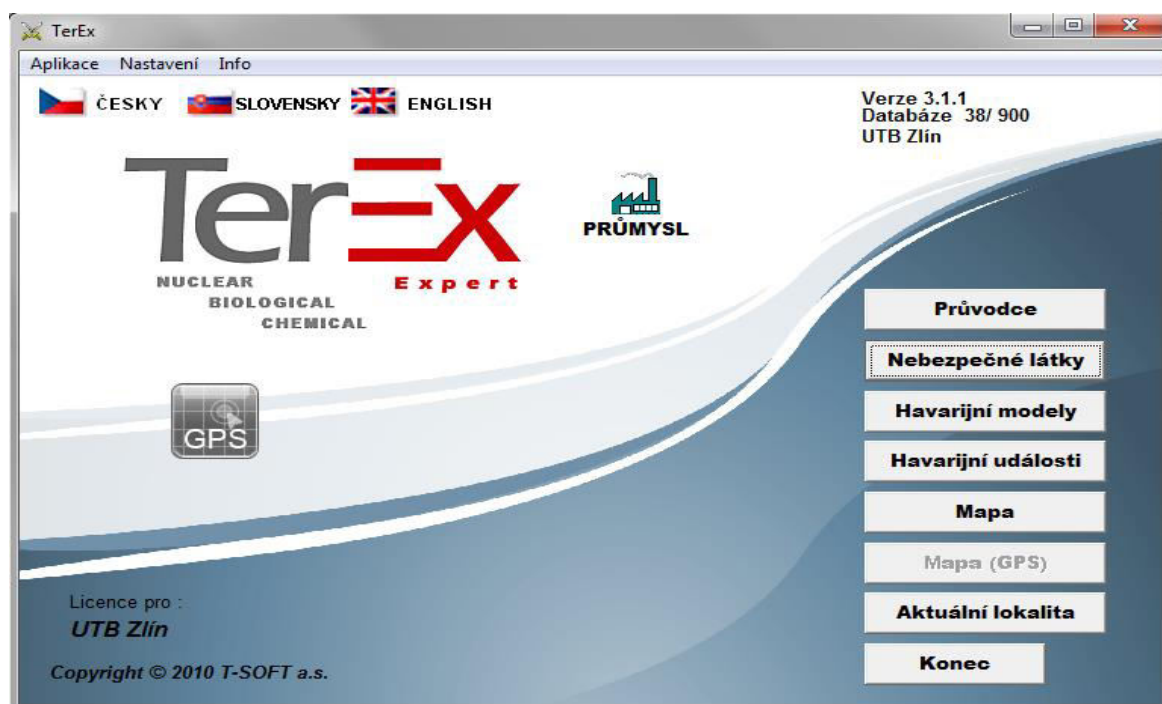 TerEx
Aplikace Nastavení Info
ČESKY SLOVENSKY ENGLISH
Verze 3.1.1
Databáze 38/ 900
UTB Zlín
TerEx
NUCLEAR
BIOLOGICAL
CHEMICAL
Expert
PRŮMYSL
GPS
Průvodce
Nebezpečné látky
Havarijní modely
Havarijní události
Mapa
Mapa (GPS)
Aktuální lokalita
Konec
Licence pro :
UTB Zlín
Copyright © 2010 T-SOFT a.s.